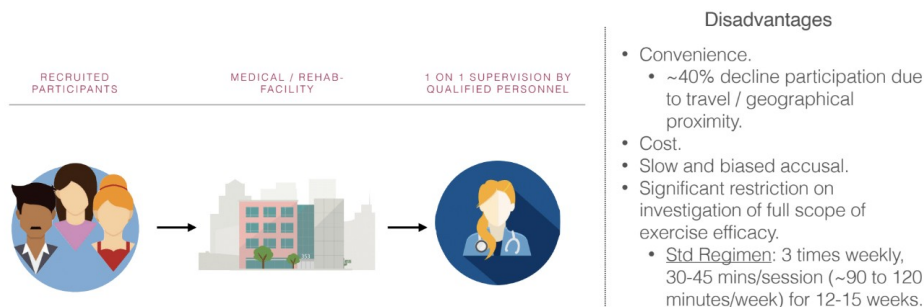 RECRUITED
PARTICIPANTS
MEDICAL / REHAB-
FACILITY
1 ON 1 SUPERVISION BY
QUALIFIED PERSONNEL
Disadvantages
• Convenience.
• ~40% decline participation due
to travel / geographical
proximity.
• Cost.
• Slow and biased accusal.
• Significant restriction on
investigation of full scope of
exercise efficacy.
• Std Regimen: 3 times weekly,
30-45 mins/session (~90 to 120
minutes/week) for 12-15 weeks.